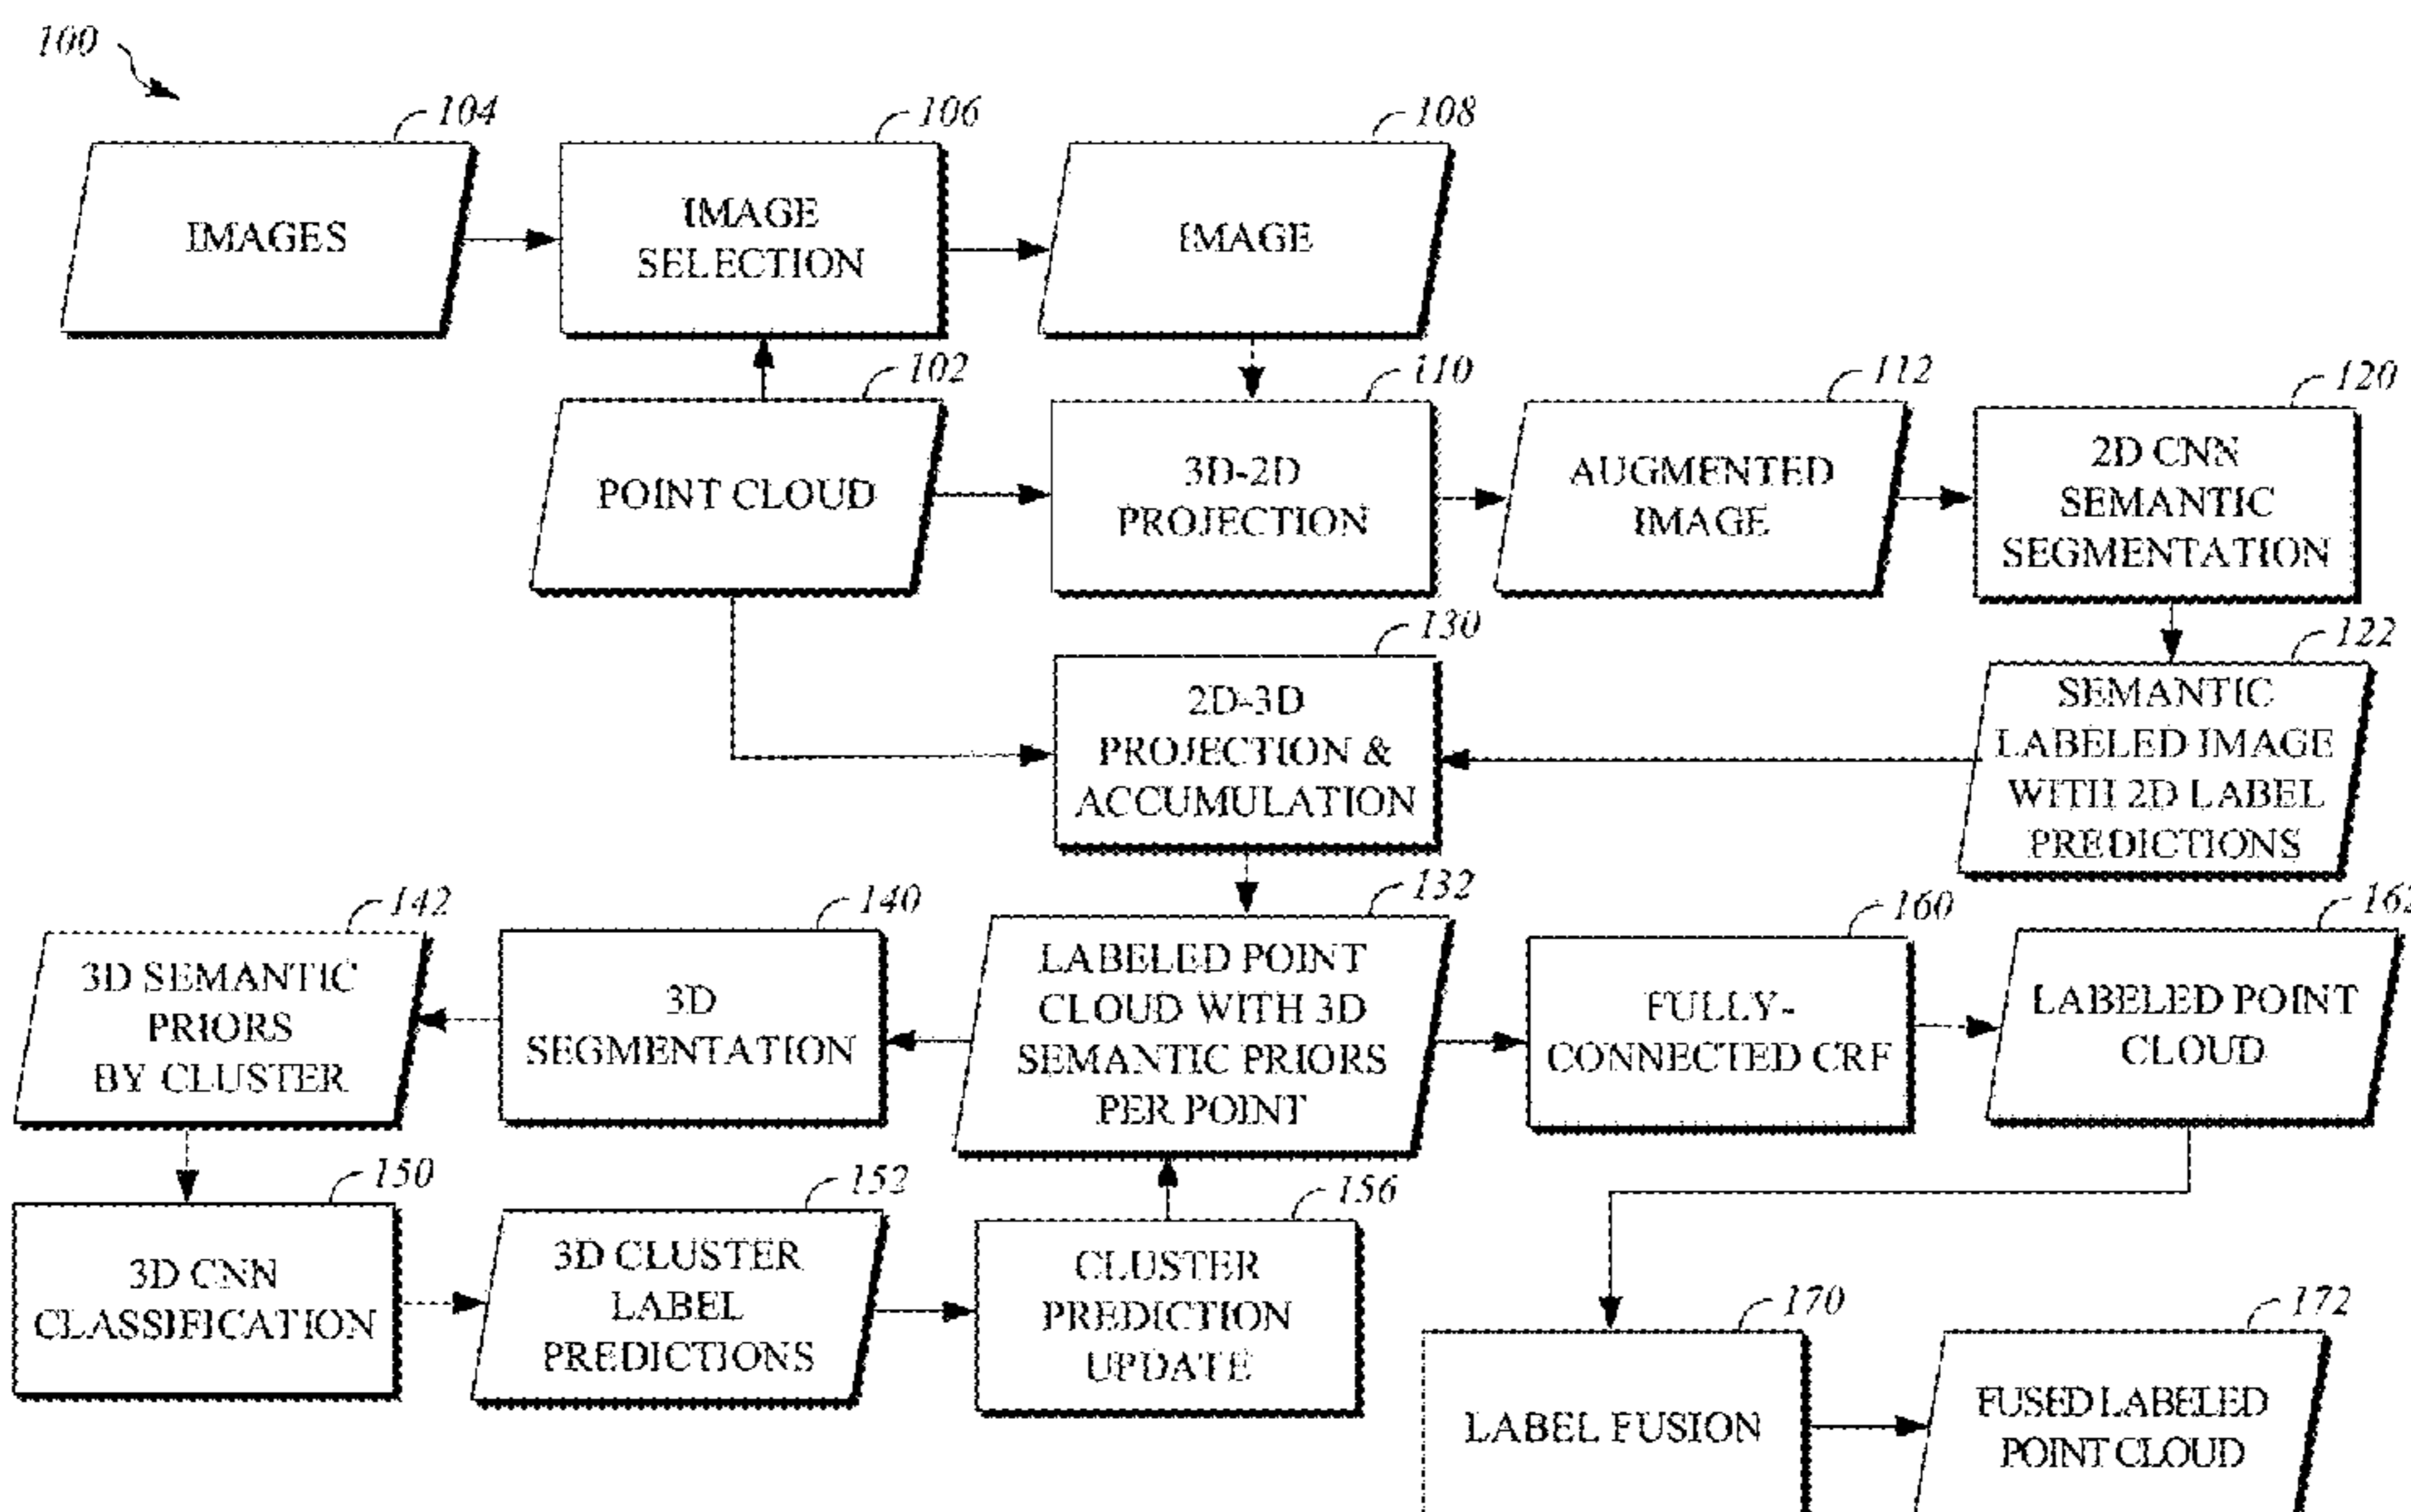 100
104
106
108
IMAGES
IMAGE
SELECTION
IMAGE
102
110
112
120
POINT CLOUD
3D-2D
PROJECTION
AUGMENTED
IMAGE
2D CNN
SEMANTIC
SEGMENTATION
130
122
2D-3D
PROJECTION &
ACCUMULATION
SEMANTIC
LABELED IMAGE
WITH 2D LABEL
PREDICTIONS
142
140
132
160
162
3D SEMANTIC
PRIORS
BY CLUSTER
3D
SEGMENTATION
LABELED POINT
CLOUD WITH 3D
SEMANTIC PRIORS
PER POINT
FULLY-
CONNECTED CRF
LABELED POINT
CLOUD
150
152
156
3D CNN
CLASSIFICATION
3D CLUSTER
LABEL
PREDICTIONS
CLUSTER
PREDICTION
UPDATE
170
172
LABEL FUSION
FUSED LABELED
POINT CLOUD